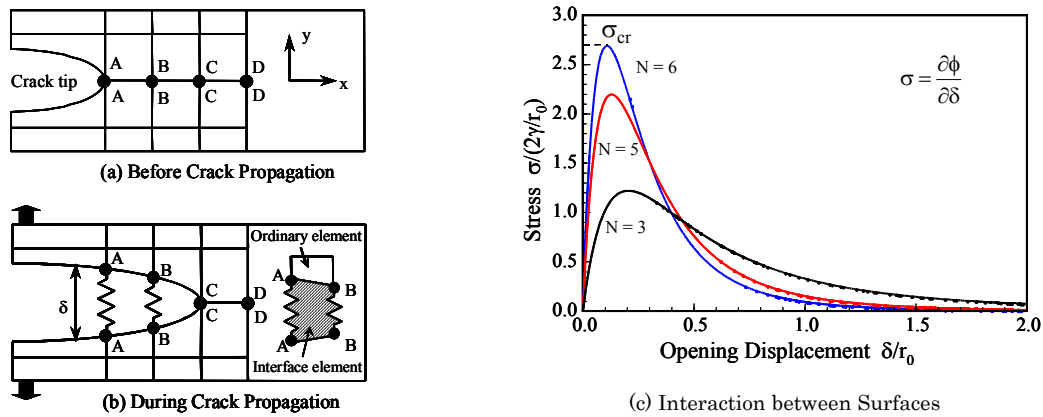 A
B
C
D
y
x
Crack tip
A
B
C
D
(a) Before Crack Propagation
Ordinary element
A
B
C
D
δ
A
B
C
D
A
B
A
B
Interface element
(b) During Crack Propagation
3.0
2.5
2.0
1.5
1.0
0.5
0.0
Stress σ/(2γ/r₀)
σcr
N = 6
N = 5
N = 3
σ = ∂ϕ/∂δ
0.0 0.5 1.0 1.5 2.0
Opening Displacement δ/r₀
(c) Interaction between Surfaces